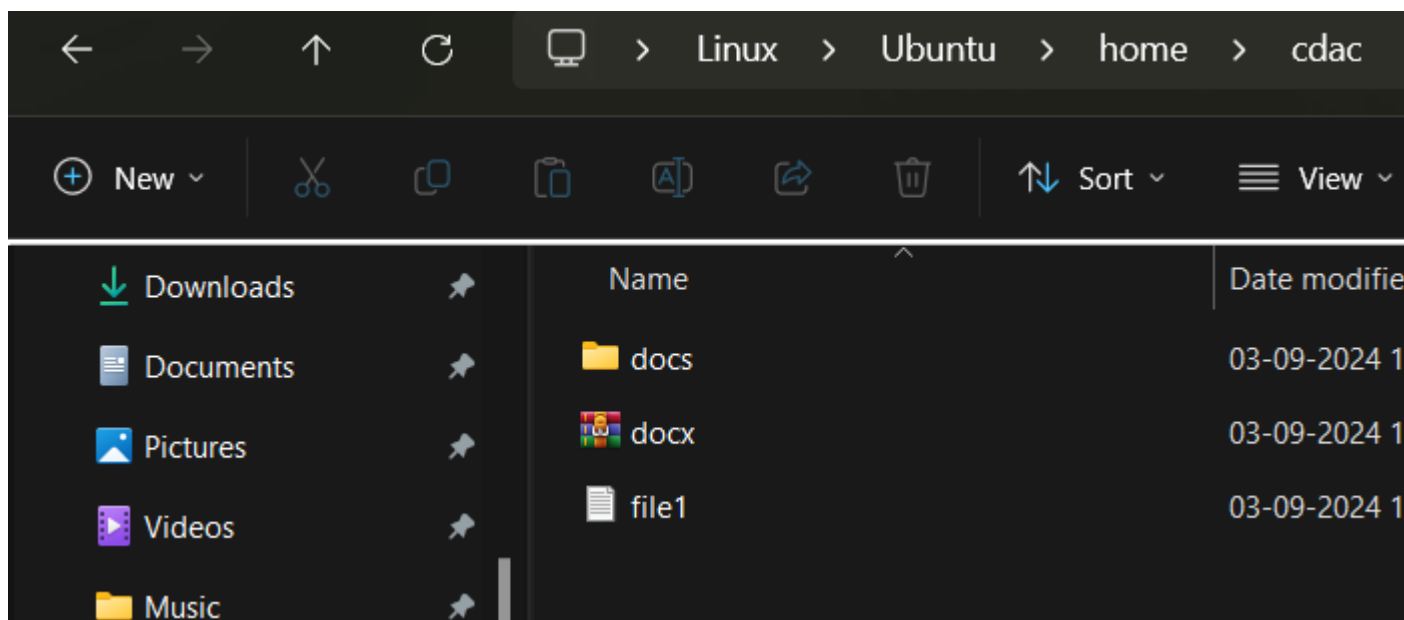 > Linux > Ubuntu > home > cdac
New Sort View
Name Date modifie
Downloads
docs 03-09-2024 1
Documents
docx 03-09-2024 1
Pictures
file1 03-09-2024 1
Videos
Music